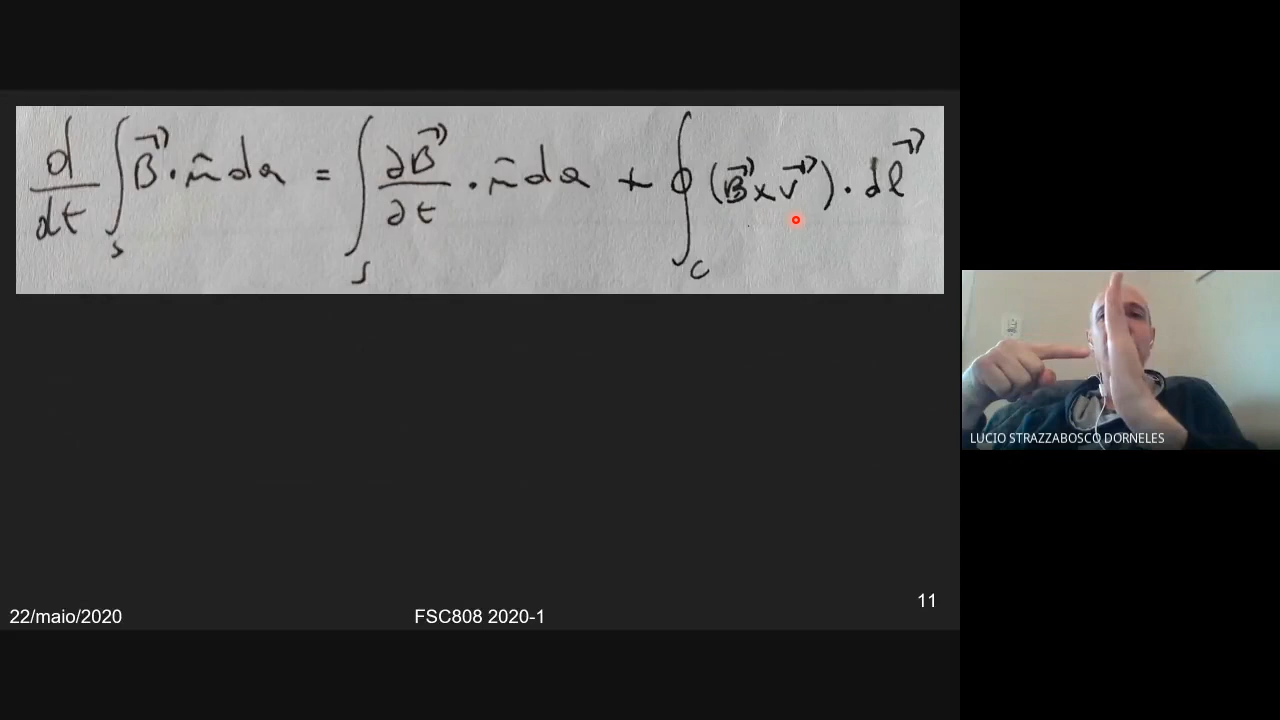 d/dt ∫_S B⃗ · n̂ da = ∫_S ∂B⃗/∂t · n̂ da + ∮_C (B⃗ × v⃗) · dℓ⃗
LUCIO STRAZZABOSCO DORNELES
22/maio/2020
FSC808 2020-1
11